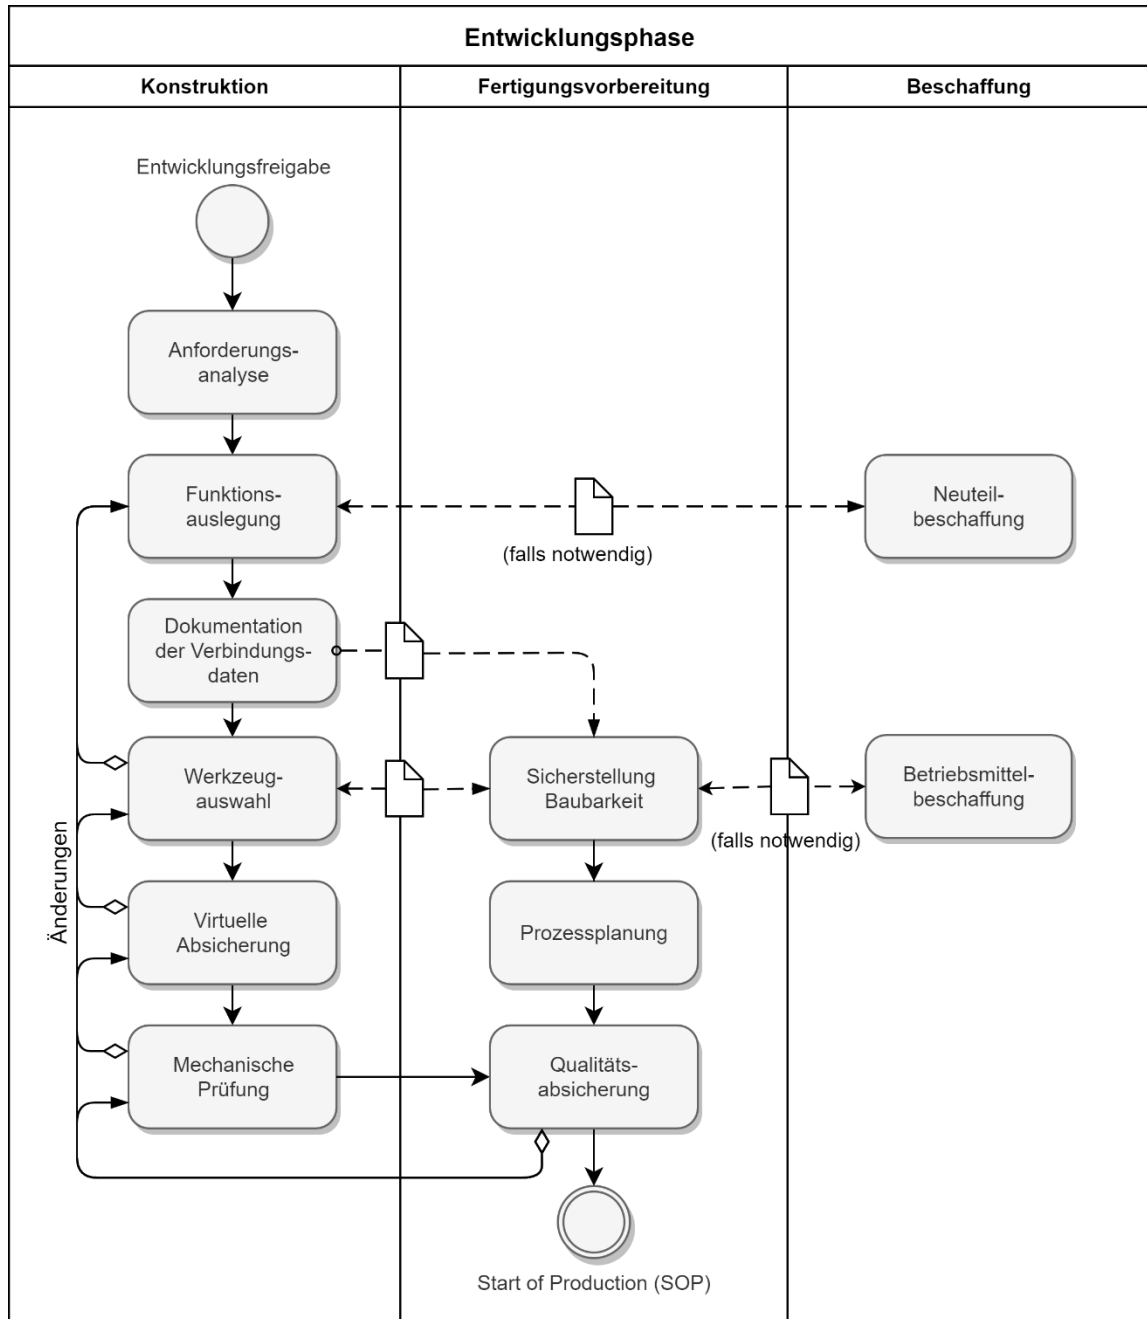 Entwicklungsphase
Konstruktion
Fertigungsvorbereitung
Beschaffung
Entwicklungsfreigabe
Anforderungs-
analyse
Funktions-
auslegung
(falls notwendig)
Neuteil-
beschaffung
Dokumentation
der Verbindungs-
daten
Werkzeug-
auswahl
Sicherstellung
Baubarkeit
(falls notwendig)
Betriebsmittel-
beschaffung
Änderungen
Virtuelle
Absicherung
Prozessplanung
Mechanische
Prüfung
Qualitäts-
absicherung
Start of Production (SOP)